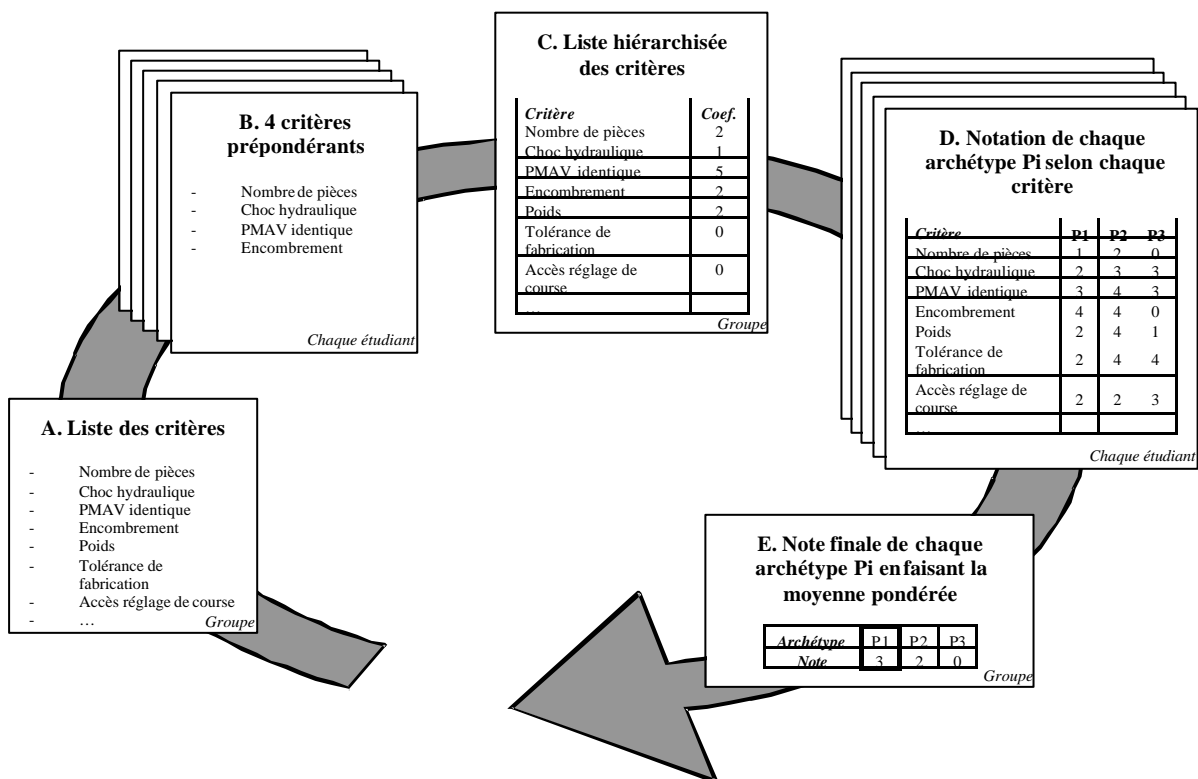 A. Liste des critères
- Nombre de pièces
- Choc hydraulique
- PMAV identique
- Encombrement
- Poids
- Tolérance de
fabrication
- Accès réglage de course
- …
Groupe
B. 4 critères
prépondérants
- Nombre de pièces
- Choc hydraulique
- PMAV identique
- Encombrement
Chaque étudiant
C. Liste hiérarchisée
des critères
Critère Coef.
Nombre de pièces 2
Choc hydraulique 1
PMAV identique 5
Encombrement 2
Poids 2
Tolérance de 0
fabrication
Accès réglage de 0
course
…
Groupe
D. Notation de chaque
archétype Pi selon chaque
critère
Critère P1 P2 P3
Nombre de pièces 1 2 0
Choc hydraulique 2 3 3
PMAV identique 3 4 3
Encombrement 4 4 0
Poids 2 4 1
Tolérance de
fabrication 2 4 4
Accès réglage de
course 2 2 3
…
Chaque étudiant
E. Note finale de chaque
archétype Pi en faisant la
moyenne pondérée
Archétype P1 P2 P3
Note 3 2 0
Groupe